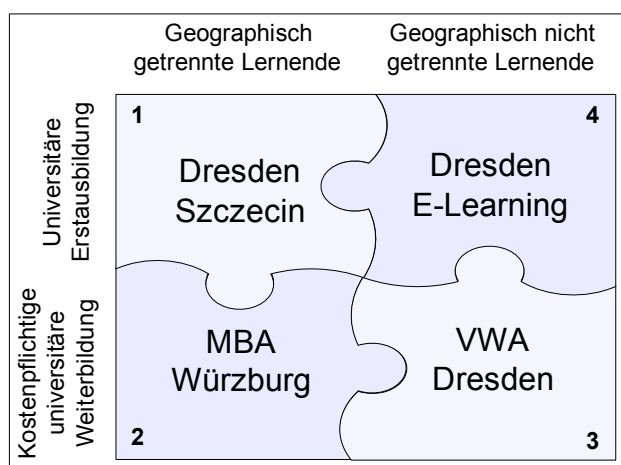 Geographisch
getrennte Lernende
Geographisch nicht
getrennte Lernende
Universitäre
Erstausbildung
1
Dresden
Szczecin
4
Dresden
E-Learning
Kostenpflichtige
universitäre
Weiterbildung
MBA
Würzburg
2
VWA
Dresden
3